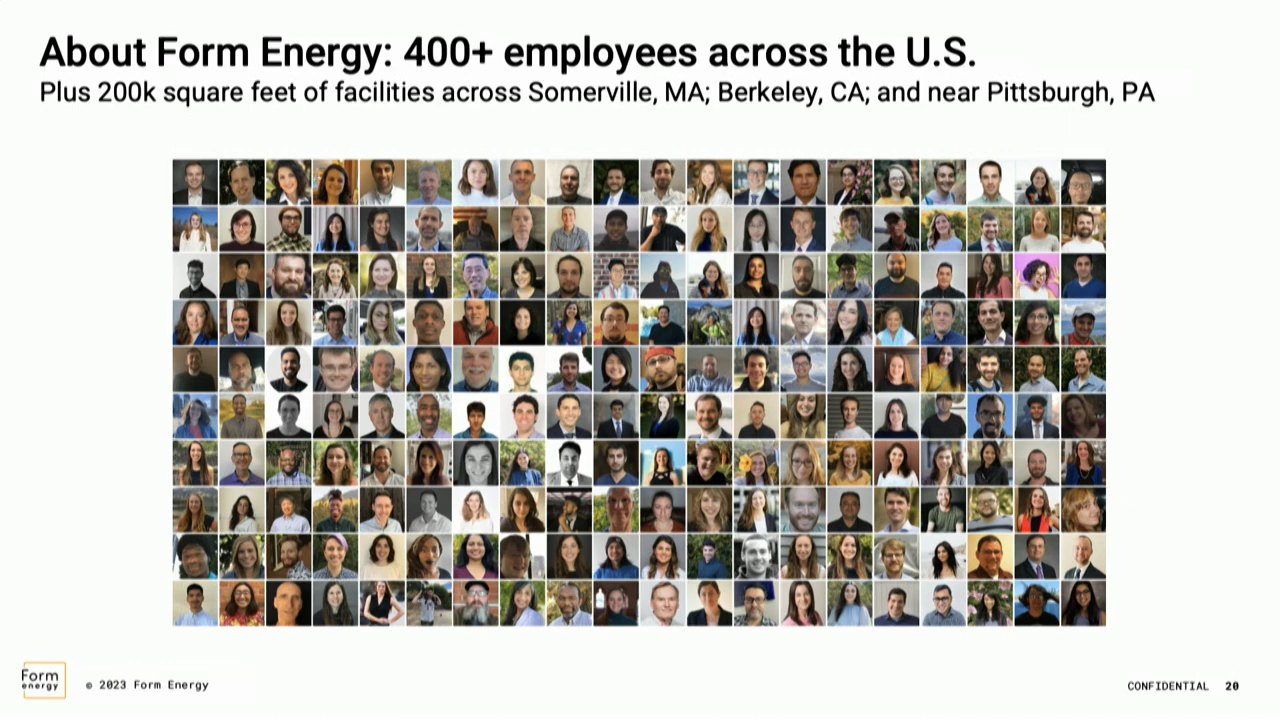 About Form Energy: 400+ employees across the U.S.
Plus 200k square feet of facilities across Somerville, MA; Berkeley, CA; and near Pittsburgh, PA
Form
energy
© 2023 Form Energy
CONFIDENTIAL 20